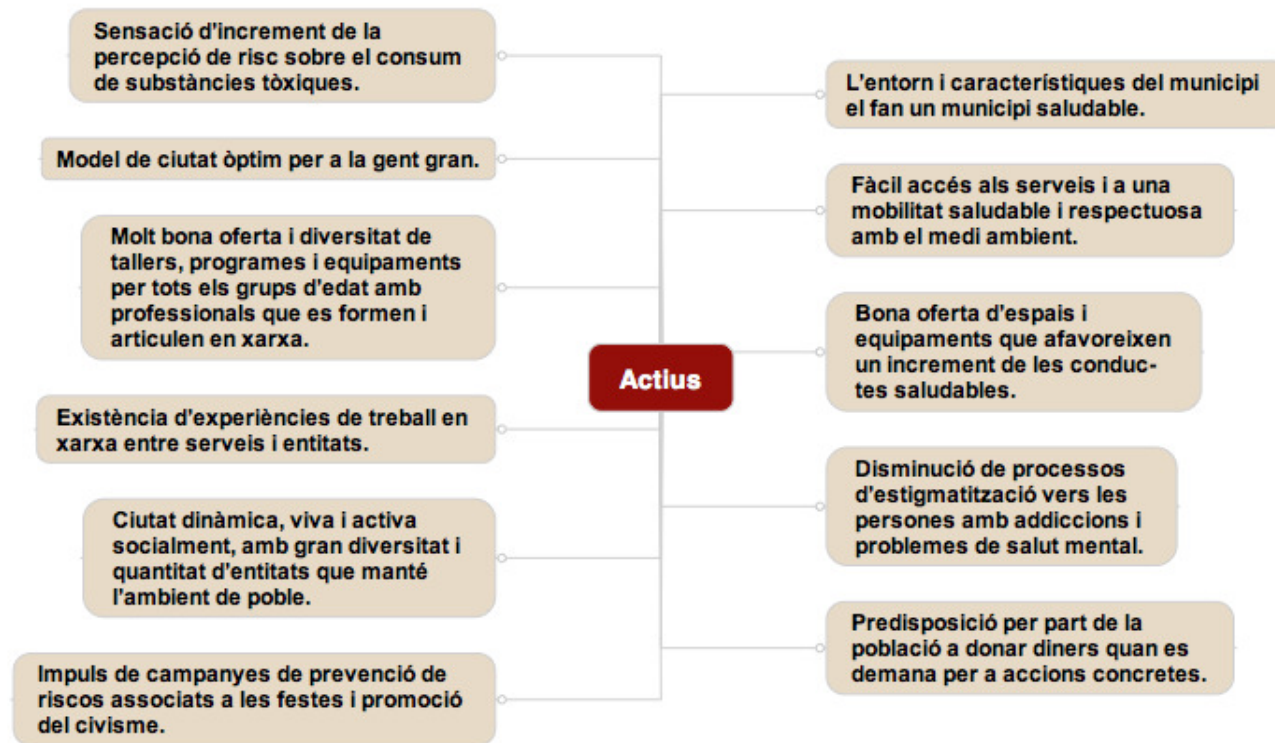 Sensació d'increment de la
percepció de risc sobre el consum
de substàncies tòxiques.
Model de ciutat òptim per a la gent gran.
Molt bona oferta i diversitat de
tallers, programes i equipaments
per tots els grups d'edat amb
professionals que es formen i
articulen en xarxa.
Existència d'experiències de treball en
xarxa entre serveis i entitats.
Ciutat dinàmica, viva i activa
socialment, amb gran diversitat i
quantitat d'entitats que manté
l'ambient de poble.
Impuls de campanyes de prevenció de
riscos associats a les festes i promoció
del civisme.
Actius
L'entorn i característiques del municipi
el fan un municipi saludable.
Fàcil accés als serveis i a una
mobilitat saludable i respectuosa
amb el medi ambient.
Bona oferta d'espais i
equipaments que afavoreixen
un increment de les conduc-
tes saludables.
Disminució de processos
d'estigmatització vers les
persones amb addiccions i
problemes de salut mental.
Predisposició per part de la
població a donar diners quan es
demana per a accions concretes.